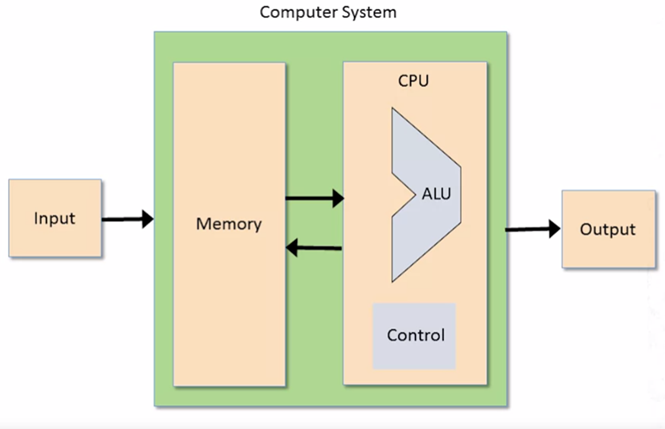 Computer System
CPU
ALU
Input
Memory
Output
Control